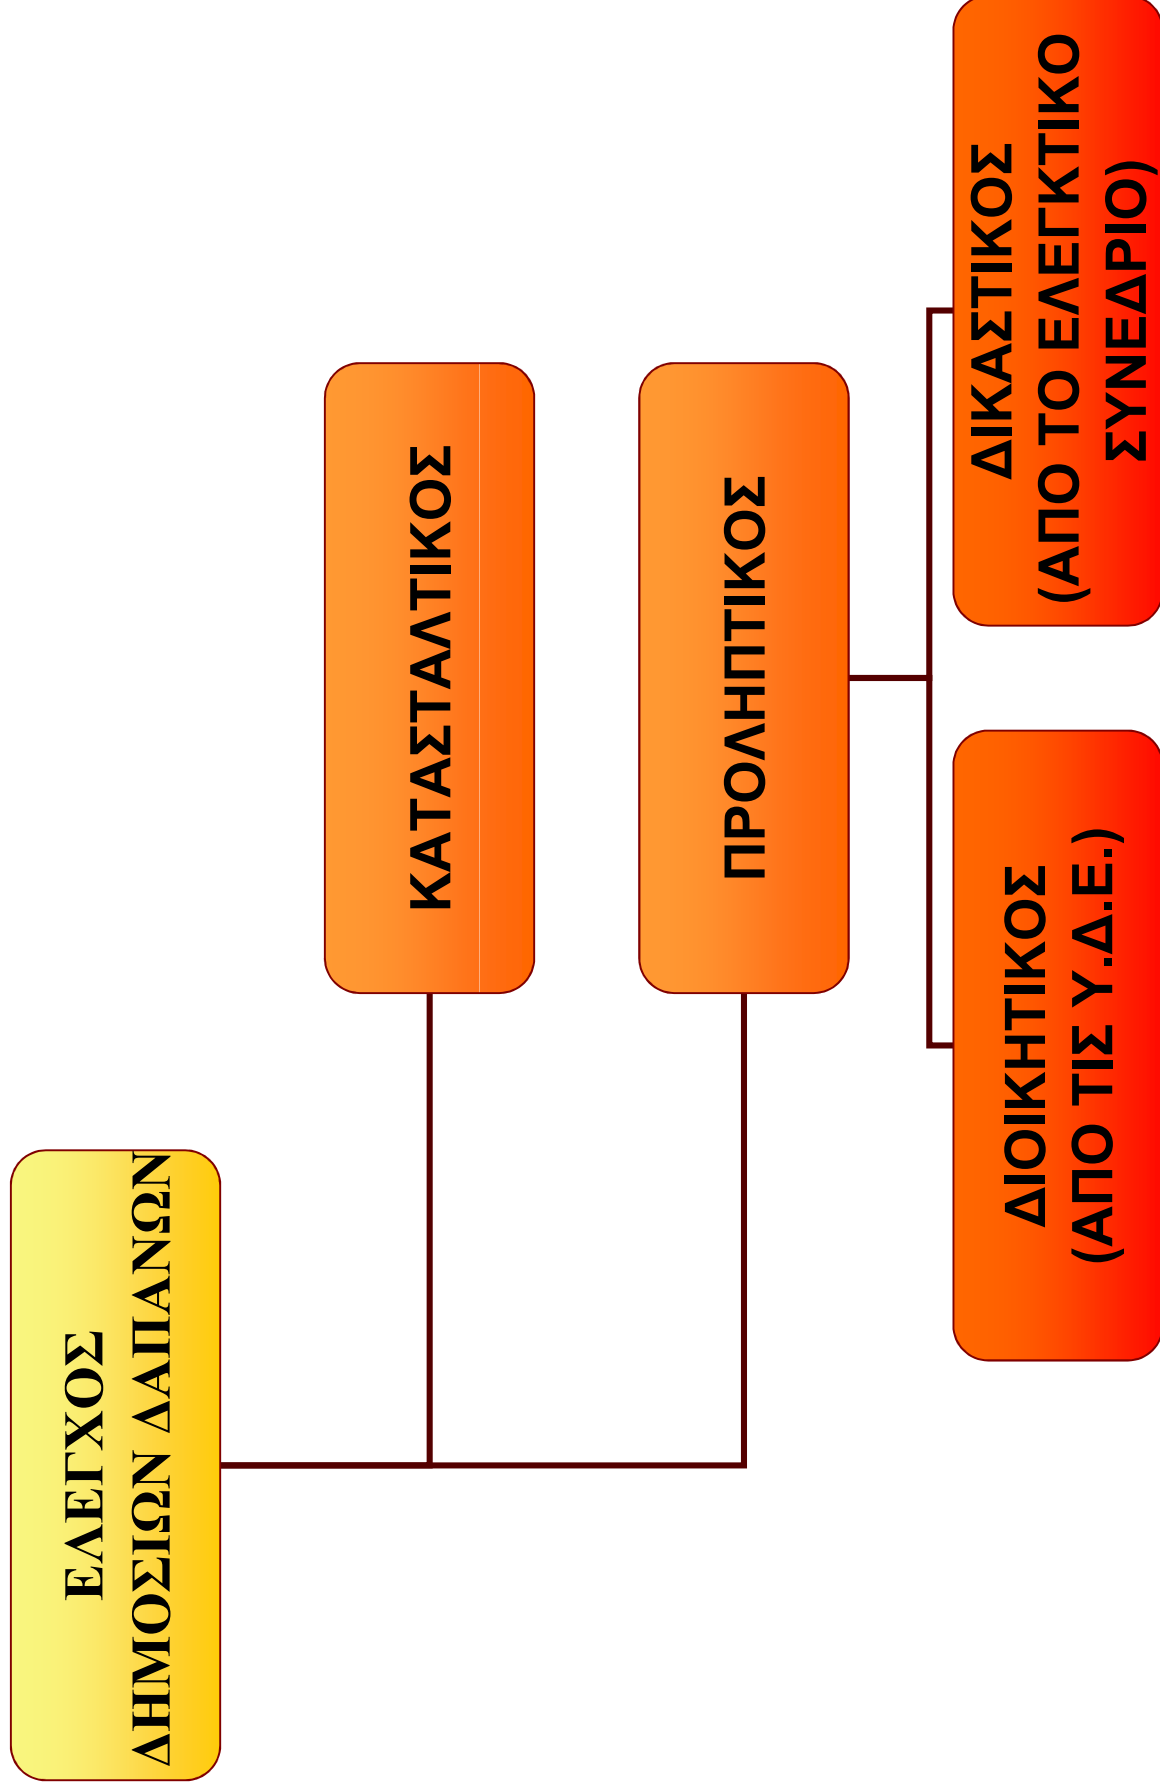 ΕΛΕΓΧΟΣ
ΔΗΜΟΣΙΩΝ ΔΑΠΑΝΩΝ
ΚΑΤΑΣΤΑΛΤΙΚΟΣ
ΠΡΟΛΗΠΤΙΚΟΣ
ΔΙΟΙΚΗΤΙΚΟΣ
(ΑΠΟ ΤΙΣ Υ.Δ.Ε.)
ΔΙΚΑΣΤΙΚΟΣ
(ΑΠΟ ΤΟ ΕΛΕΓΚΤΙΚΟ
ΣΥΝΕΔΡΙΟ)